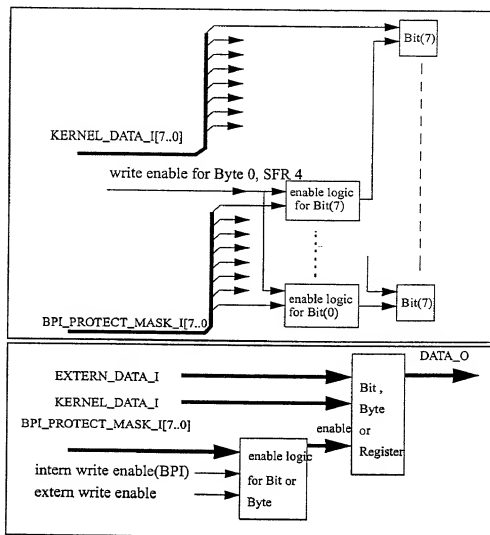 Bit(7)
KERNEL_DATA_I[7..0]
write enable for Byte 0, SFR 4
enable logic
for Bit(7)
enable logic
for Bit(0)
Bit(7)
BPI_PROTECT_MASK_I[7..0
DATA_O
EXTERN_DATA_I
KERNEL_DATA_I
BPI_PROTECT_MASK_I[7..0]
Bit ,
Byte
or
Register
enable
intern write enable(BPI)
extern write enable
enable logic
for Bit or
Byte